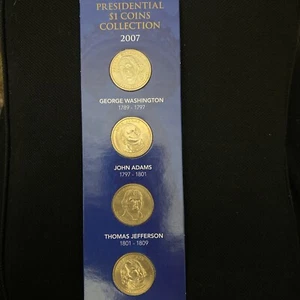 PRESIDENTIAL
$1 COINS
COLLECTION
2007
GEORGE WASHINGTON
1789 - 1797
JOHN ADAMS
1797 - 1801
THOMAS JEFFERSON
1801 - 1809